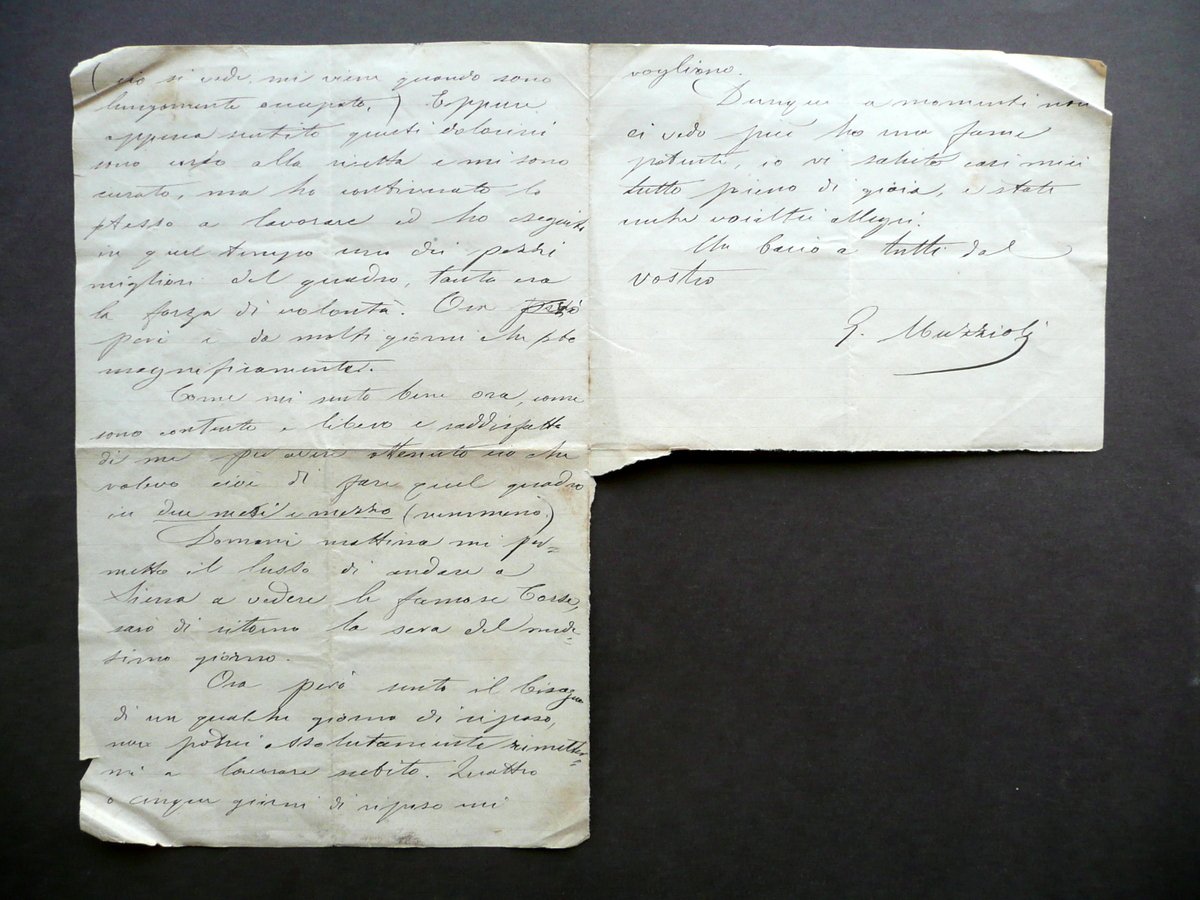 (ciò si vede, mi viene quando sono
lungamente occupato.) Eppure
appena sentito questi dolorini
sono corso alla ricetta e mi sono
curato, ma ho continuato lo
stesso a lavorare ed ho eseguito
in quel tempo uno dei pezzi
migliori del quadro, tanta era
la forza di volontà. Ora
però è da molti giorni che sto
magnificamente.
Come mi sento bene ora, come
sono contento e libero e soddisfatto
di me per avere ottenuto ciò che
volevo cioè di fare quel quadro
in due mesi e mezzo (nemmeno)
Domani mattina mi per=
metto il lusso di andare a
Siena a vedere le famose Corse,
sarò di ritorno la sera del mede=
simo giorno.
Ora però sento il bisogno
di un qualche giorno di riposo,
non potrei assolutamente rimetter=
mi a lavorare subito. Quattro
o cinque giorni di riposo mi
vogliono.
Dunque a momenti non
ci vedo più ho una fame
potente, io vi saluto cari miei
tutto pieno di gioia, e state
anche voialtri allegri.
Un bacio a tutti dal
vostro
G. Muzzioli